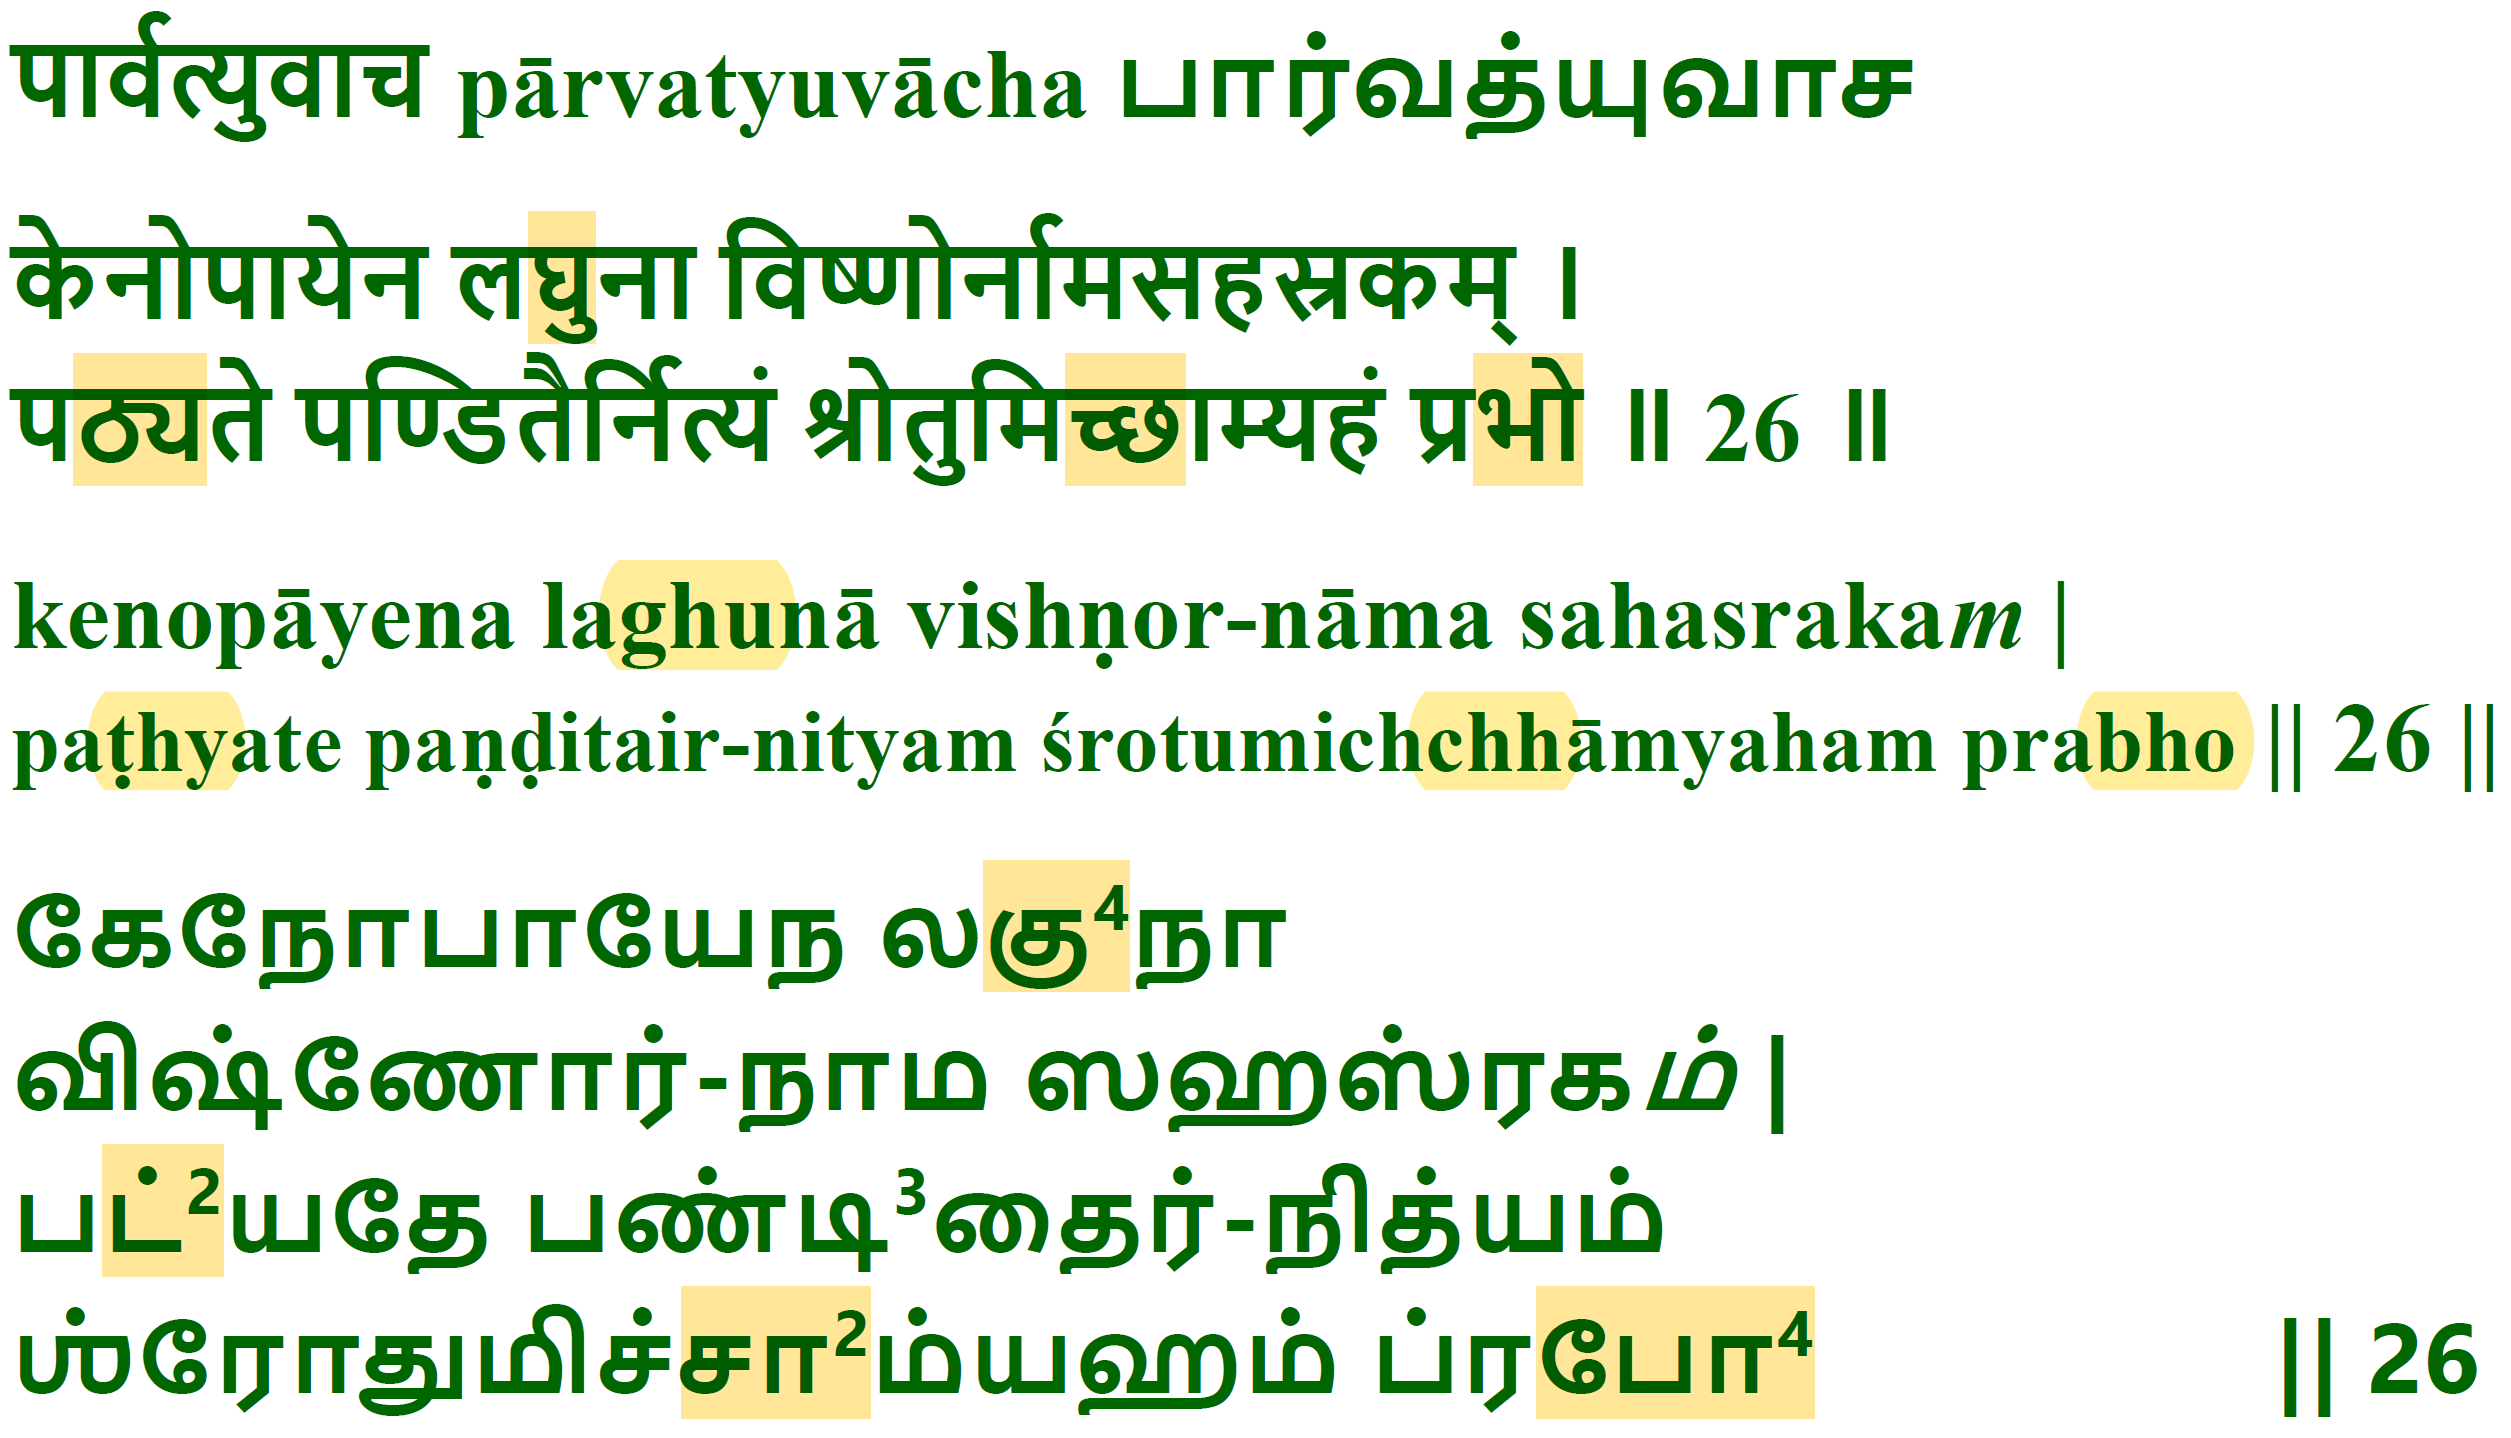 पार्वत्युवाच pārvatyuvācha பார்வத்யுவாச
केनोपायेन लघुना विष्णोर्नामसहस्रकम् ।
पठ्यते पण्डितैर्नित्यं श्रोतुमिच्छाम्यहं प्रभो ॥ 26 ॥
kenopāyena laghunā vishṇor-nāma sahasrakam |
paṭhyate paṇḍitair-nityam śrotumichchhāmyaham prabho || 26 ||
கேநோபாயேந லகு⁴நா
விஷ்ணோர்-நாம ஸஹஸ்ரகம் |
பட்²யதே பண்டி³தைர்-நித்யம்
ஶ்ரோதுமிச்சா²ம்யஹம் ப்ரபோ⁴ || 26